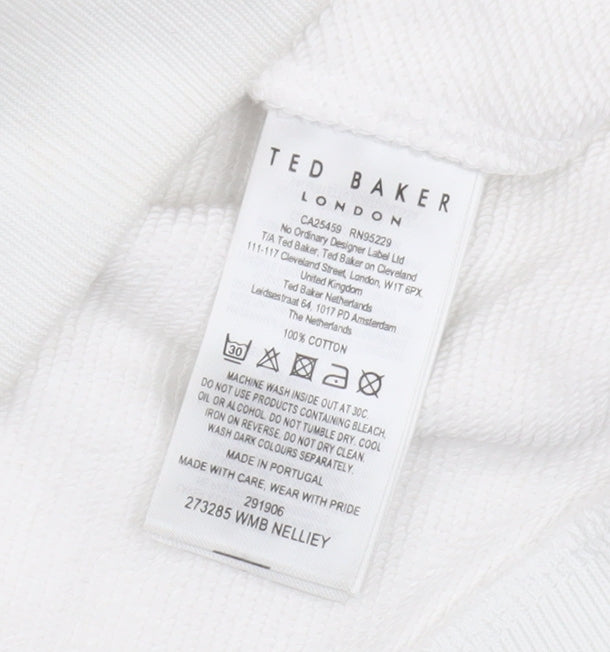 TED BAKER
LONDON
CA25459 RN95229
No Ordinary Designer Label Ltd
T/A Ted Baker, Ted Baker on Cleveland
111-117 Cleveland Street, London, W1T 6PX
United Kingdom
Ted Baker Netherlands
Leidsestraat 64, 1017 PD Amsterdam
The Netherlands
100% COTTON
30
MACHINE WASH INSIDE OUT AT 30C.
DO NOT USE PRODUCTS CONTAINING BLEACH,
OIL OR ALCOHOL. DO NOT TUMBLE DRY. COOL
IRON ON REVERSE. DO NOT DRY CLEAN.
WASH DARK COLOURS SEPARATELY.
MADE IN PORTUGAL
MADE WITH CARE, WEAR WITH PRIDE
291906
273285 WMB NELLIEY